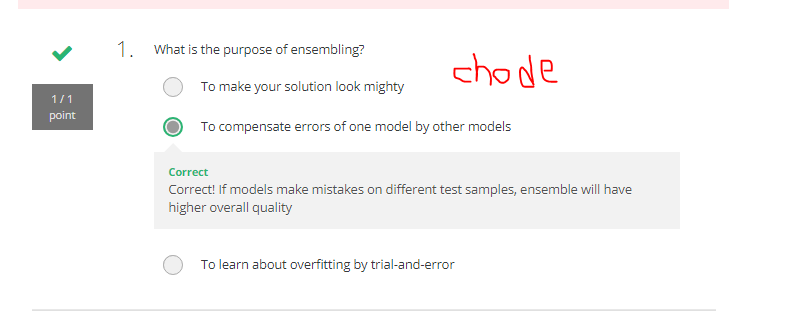 1. What is the purpose of ensembling?
chode
To make your solution look mighty
1 / 1
point
To compensate errors of one model by other models
Correct
Correct! If models make mistakes on different test samples, ensemble will have
higher overall quality
To learn about overfitting by trial-and-error